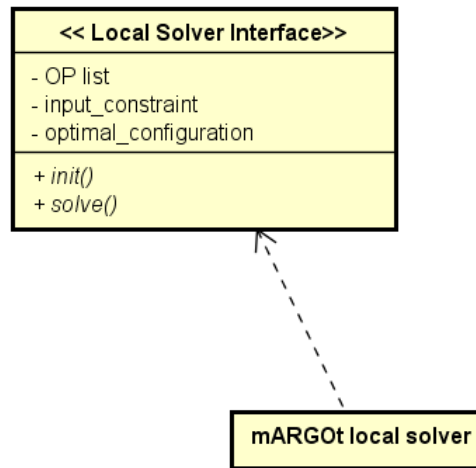 << Local Solver Interface>>
- OP list
- input_constraint
- optimal_configuration
+ init()
+ solve()
mARGOt local solver